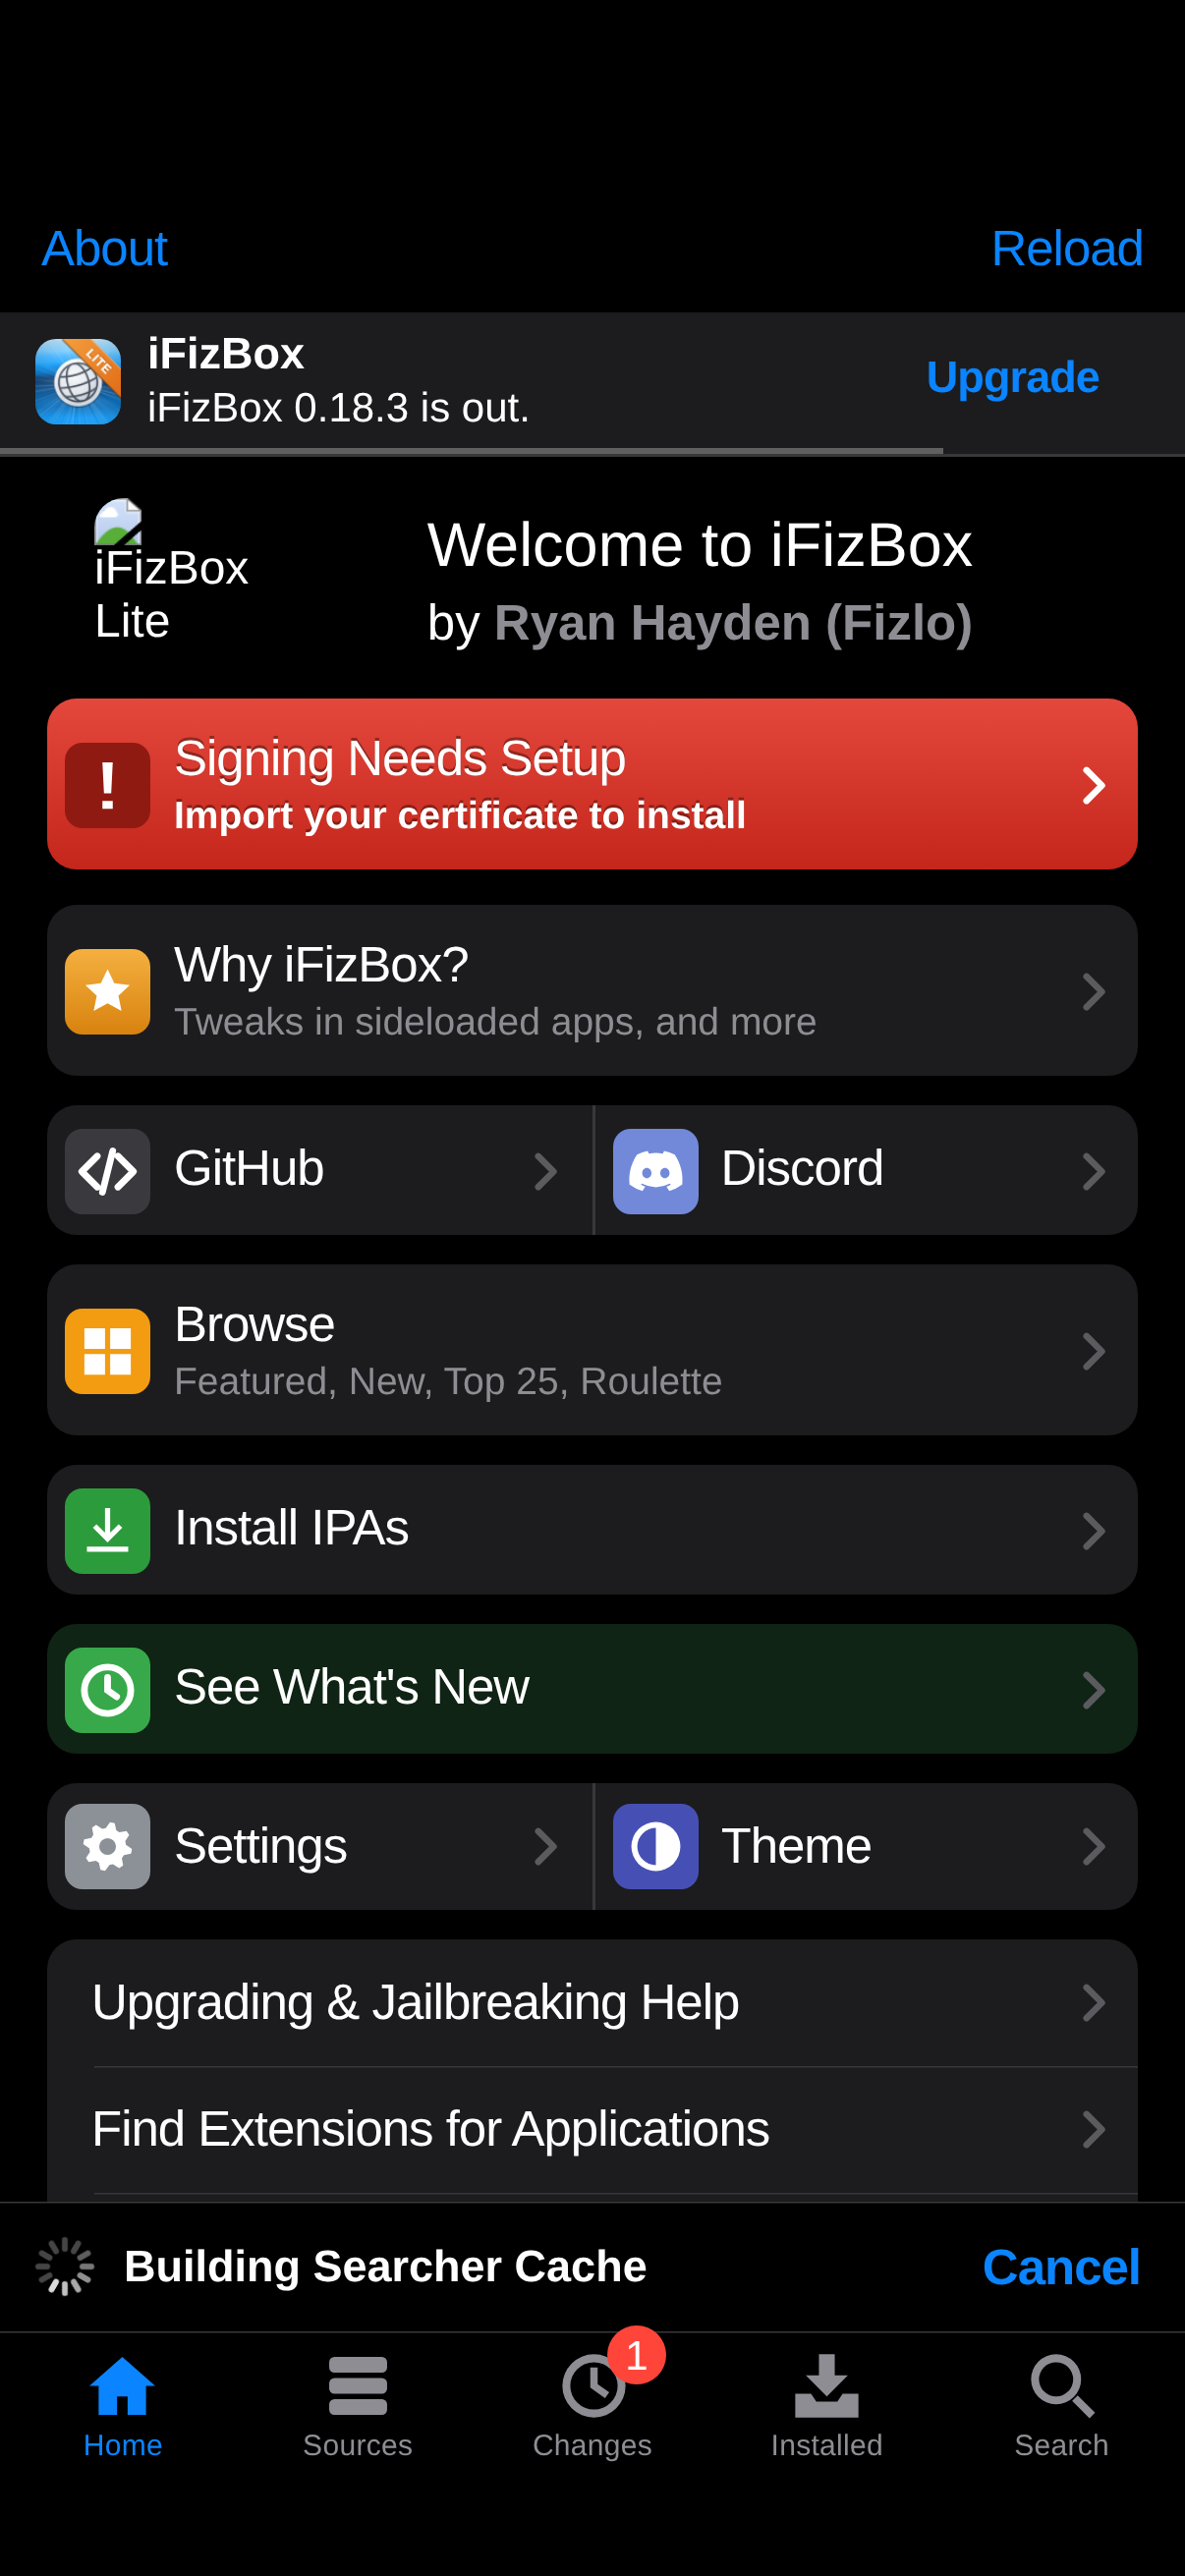 About
Reload
LITE
iFizBox
iFizBox 0.18.3 is out.
Upgrade
iFizBox
Lite
Welcome to iFizBox
by Ryan Hayden (Fizlo)
!
Signing Needs Setup
Import your certificate to install
Why iFizBox?
Tweaks in sideloaded apps, and more
GitHub
Discord
Browse
Featured, New, Top 25, Roulette
Install IPAs
See What's New
Settings
Theme
Upgrading & Jailbreaking Help
Find Extensions for Applications
Building Searcher Cache
Cancel
1
Home
Sources
Changes
Installed
Search